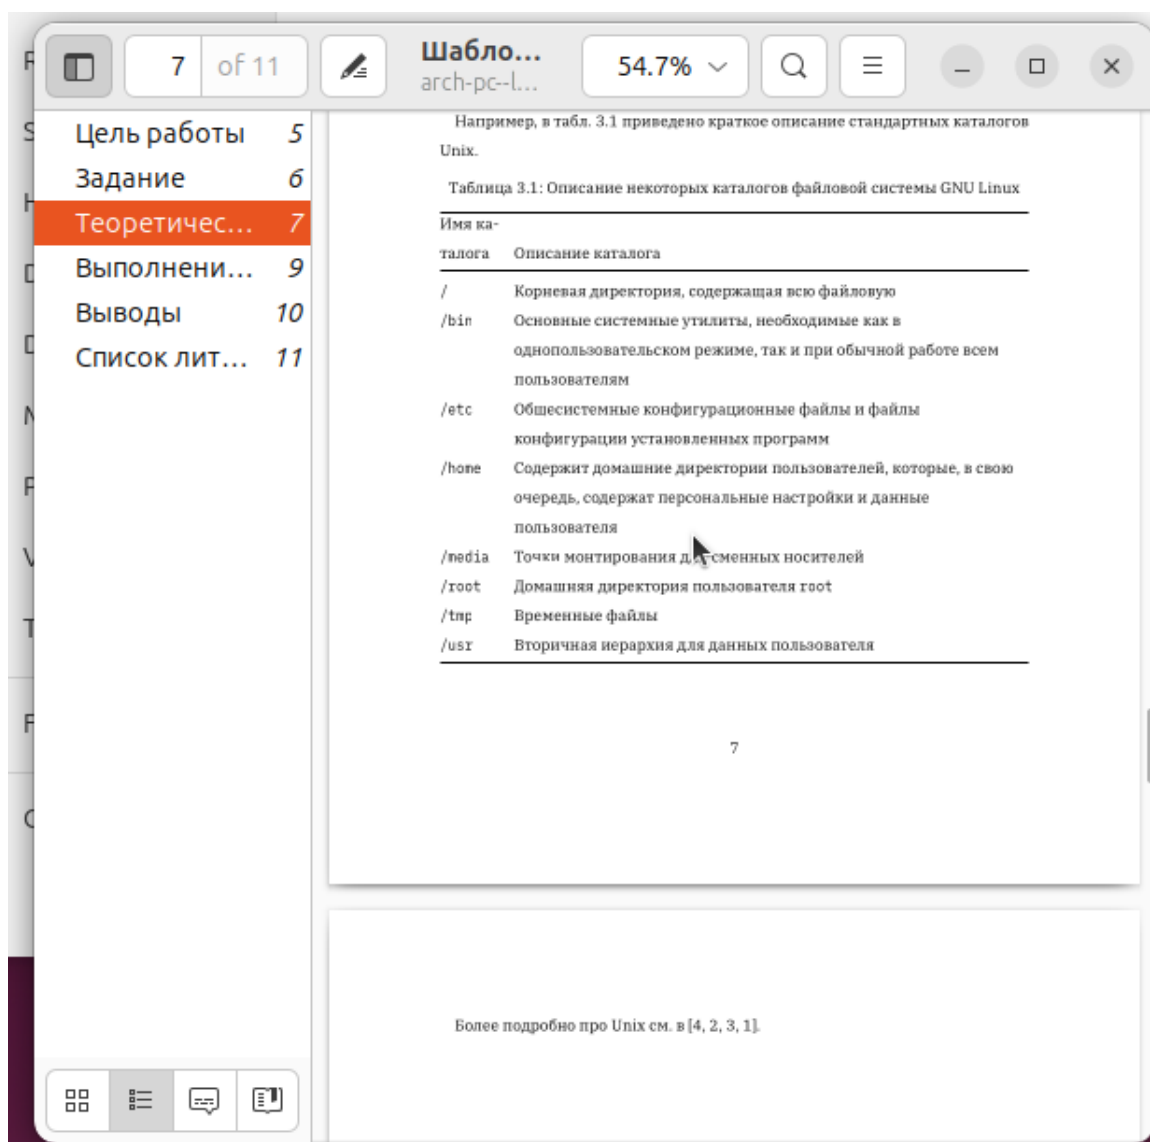 7 of 11
Шабло...
arch-pc--l...
54.7%
Цель работы 5
Задание 6
Теоретичес... 7
Выполнени... 9
Выводы 10
Список лит... 11
Например, в табл. 3.1 приведено краткое описание стандартных каталогов
Unix.
Таблица 3.1: Описание некоторых каталогов файловой системы GNU Linux
Имя ка-
талога Описание каталога
/ Корневая директория, содержащая всю файловую
/bin Основные системные утилиты, необходимые как в
однопользовательском режиме, так и при обычной работе всем
пользователям
/etc Общесистемные конфигурационные файлы и файлы
конфигурации установленных программ
/home Содержит домашние директории пользователей, которые, в свою
очередь, содержат персональные настройки и данные
пользователя
/media Точки монтирования для сменных носителей
/root Домашняя директория пользователя root
/tmp Временные файлы
/usr Вторичная иерархия для данных пользователя
7
Более подробно про Unix см. в [4, 2, 3, 1].